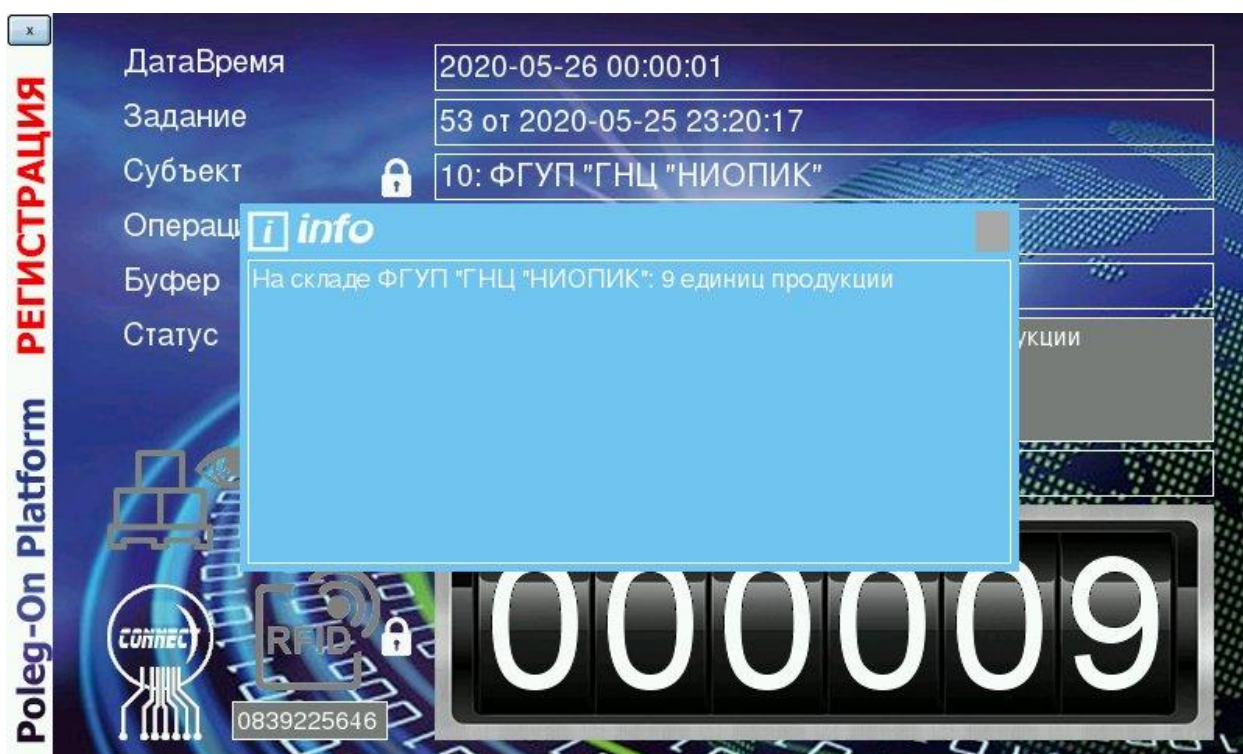 x
Poleg-On Platform РЕГИСТРАЦИЯ
ДатаВремя 2020-05-26 00:00:01
Задание 53 от 2020-05-25 23:20:17
Субъект 10: ФГУП "ГНЦ "НИОПИК"
Операци
i info
Буфер
На складе ФГУП "ГНЦ "НИОПИК": 9 единиц продукции
Статус
укции
CONNECT
RFID
0839225646
000009